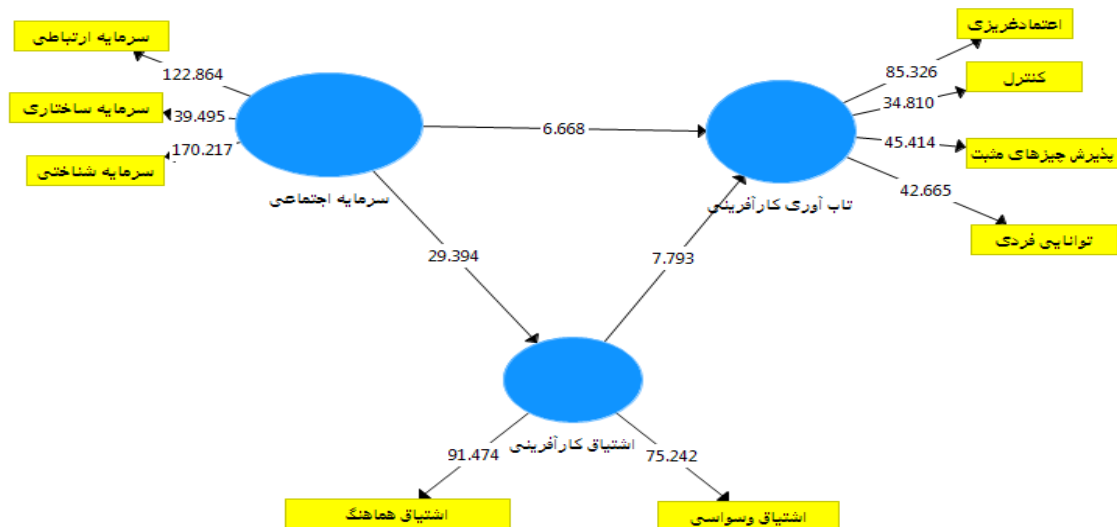 سرمایه ارتباطی
اعتمادغریزی
122.864
85.326
کنترل
سرمایه ساختاری
39.495
34.810
6.668
170.217
45.414
پذیرش چیزهای مثبت
سرمایه شناختی
42.665
سرمایه اجتماعی
تاب آوری کارآفرینی
توانایی فردی
29.394
7.793
اشتیاق کارآفرینی
91.474
75.242
اشتیاق هماهنگ
اشتیاق وسواسی